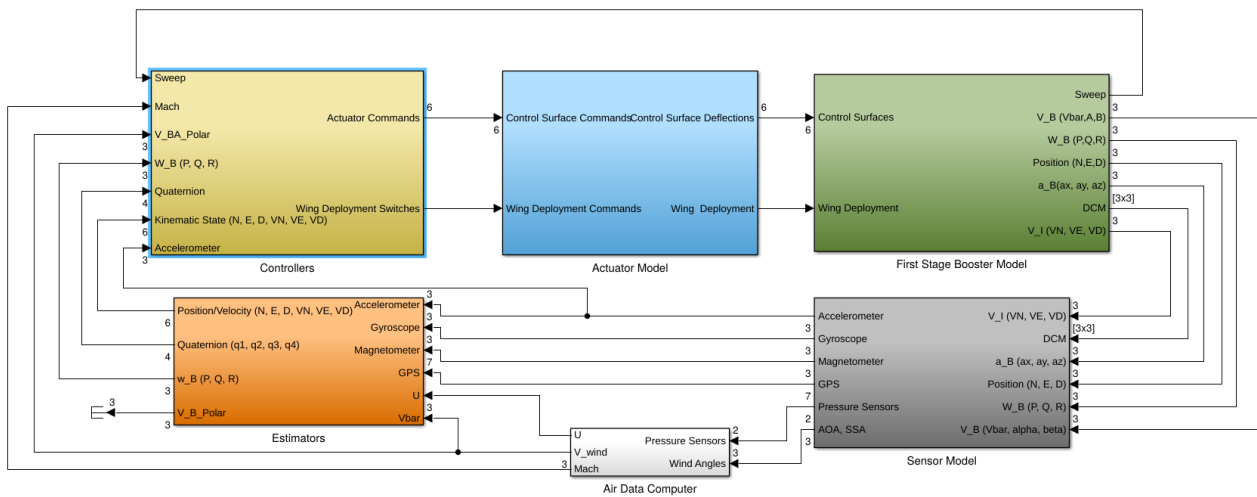 Sweep
Mach
V_BA_Polar
3
W_B (P, Q, R)
3
Quaternion
4
Kinematic State (N, E, D, VN, VE, VD)
6
Accelerometer
3
Actuator Commands
6
Wing Deployment Switches
Controllers
Control Surface Commands
6
Control Surface Deflections
6
Wing Deployment Commands
Wing Deployment
Actuator Model
Control Surfaces
6
Wing Deployment
Sweep
V_B (Vbar,A,B)
3
W_B (P,Q,R)
3
Position (N,E,D)
3
a_B(ax, ay, az)
3
DCM
[3x3]
V_I (VN, VE, VD)
3
First Stage Booster Model
Position/Velocity (N, E, D, VN, VE, VD)
6
Quaternion (q1, q2, q3, q4)
4
w_B (P, Q, R)
3
V_B_Polar
3
3
Accelerometer
3
Gyroscope
3
Magnetometer
3
GPS
7
U
Vbar
3
Estimators
Accelerometer
3
Gyroscope
3
Magnetometer
3
GPS
7
Pressure Sensors
2
AOA, SSA
3
V_I (VN, VE, VD)
3
DCM
[3x3]
a_B (ax, ay, az)
3
Position (N, E, D)
3
W_B (P, Q, R)
3
V_B (Vbar, alpha, beta)
3
Sensor Model
U
V_wind
Mach
3
Pressure Sensors
2
Wind Angles
3
Air Data Computer